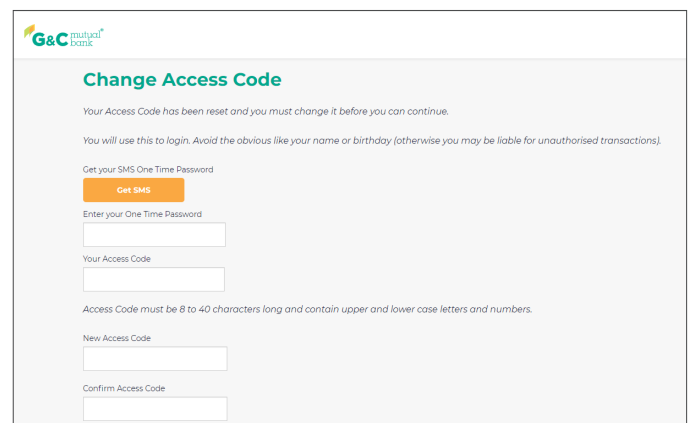 G&C mutual bank
Change Access Code
Your Access Code has been reset and you must change it before you can continue.
You will use this to login. Avoid the obvious like your name or birthday (otherwise you may be liable for unauthorised transactions).
Get your SMS One Time Password
Get SMS
Enter your One Time Password
Your Access Code
Access Code must be 8 to 40 characters long and contain upper and lower case letters and numbers.
New Access Code
Confirm Access Code